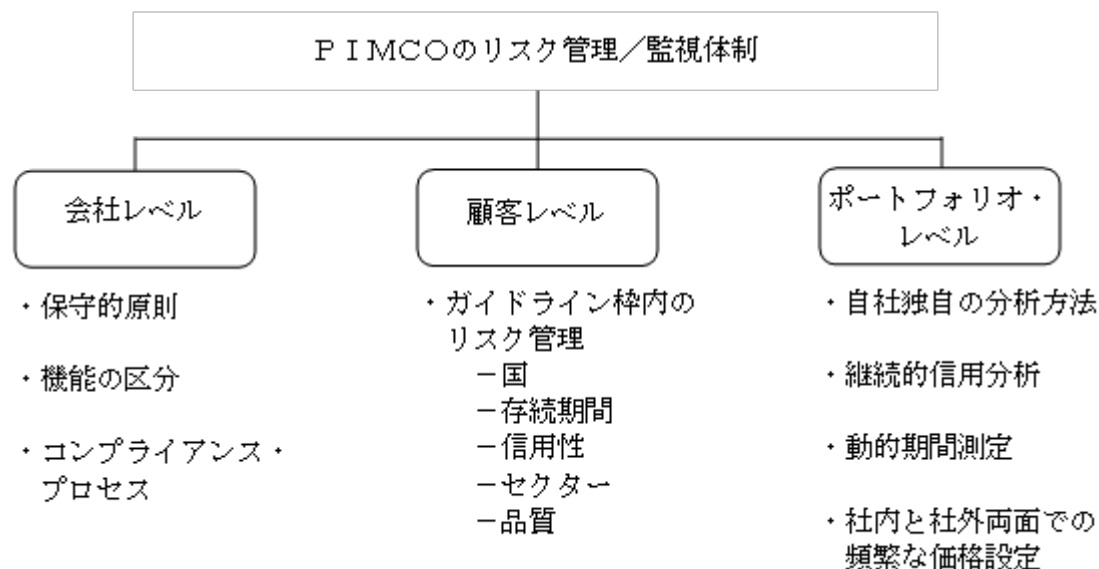 ＰＩＭＣＯのリスク管理／監視体制
会社レベル
・保守的原則
・機能の区分
・コンプライアンス・
プロセス
顧客レベル
・ガイドライン枠内の
リスク管理
－国
－存続期間
－信用性
－セクター
－品質
ポートフォリオ・
レベル
・自社独自の分析方法
・継続的信用分析
・動的期間測定
・社内と社外両面での
頻繁な価格設定